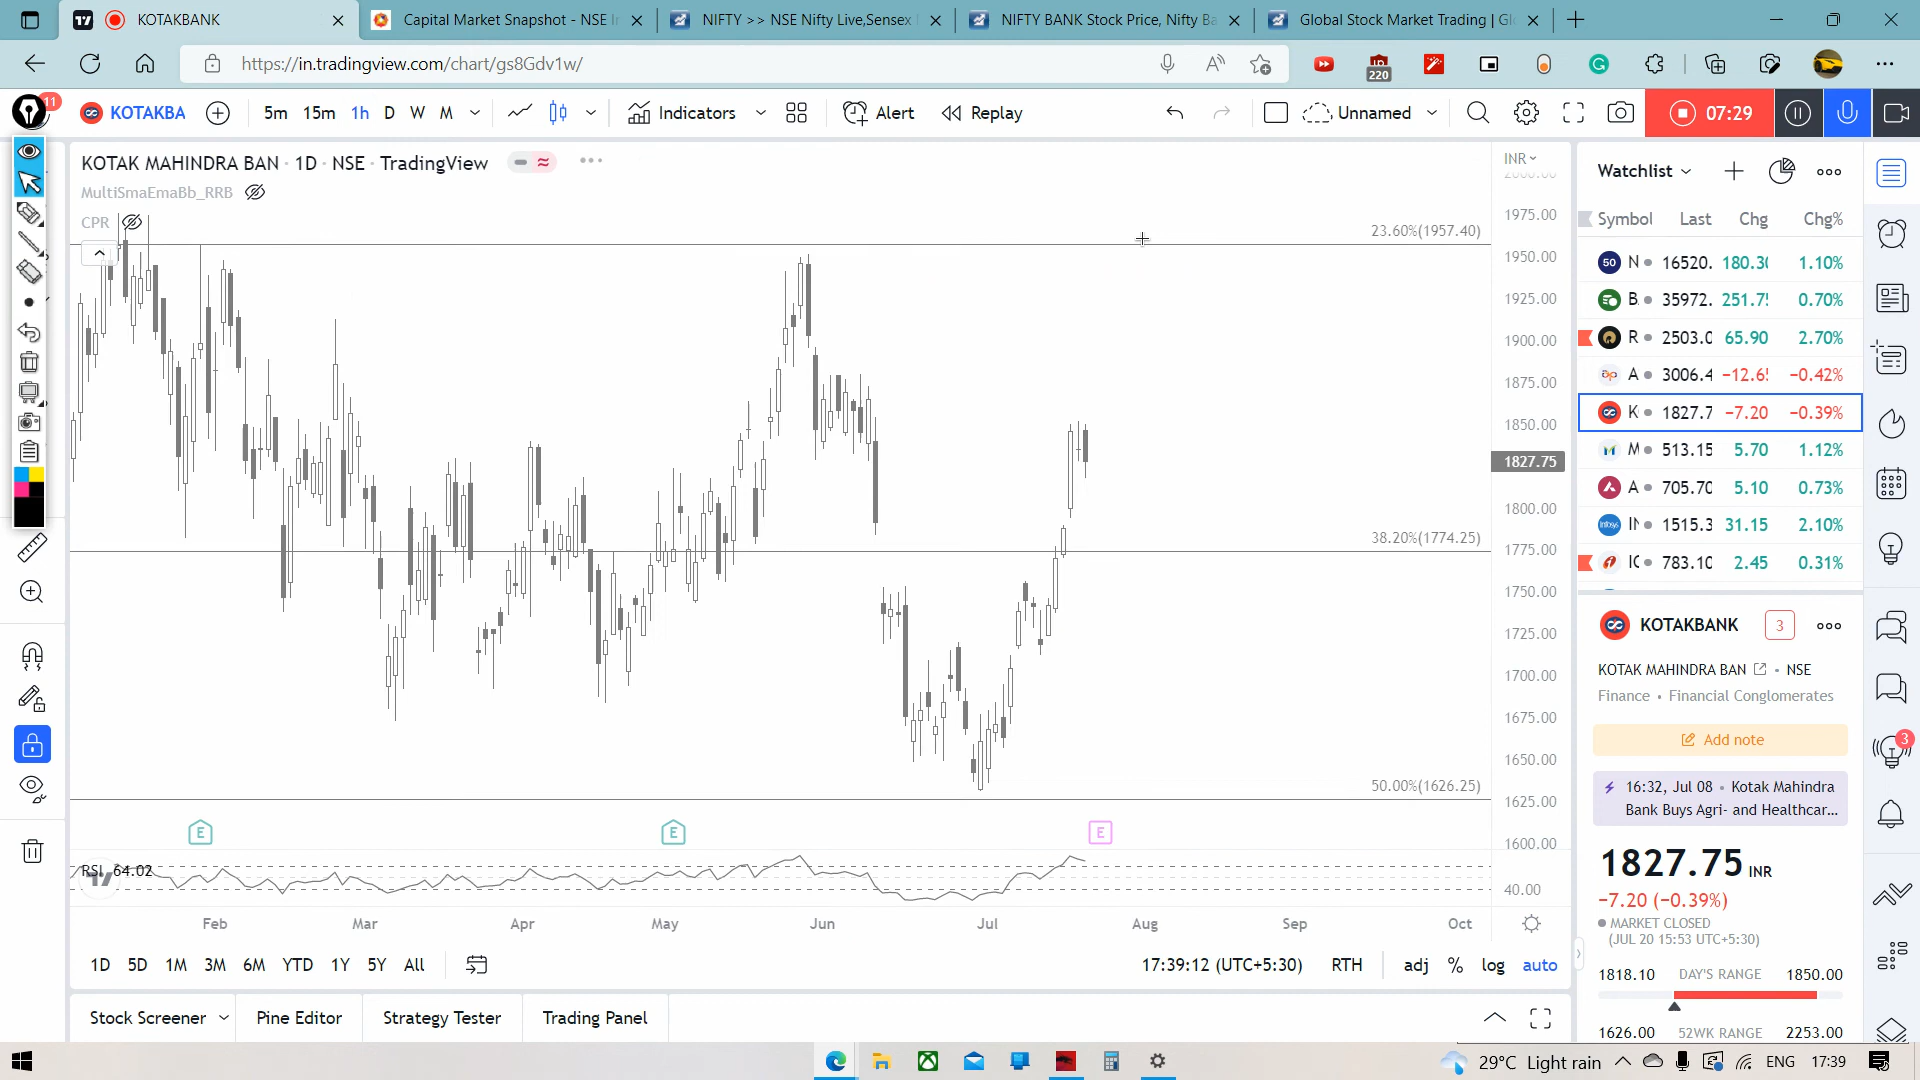 KOTAKBANK
Capital Market Snapshot - NSE In
NIFTY >> NSE Nifty Live,Sensex
NIFTY BANK Stock Price, Nifty Ba
Global Stock Market Trading | Gl
https://in.tradingview.com/chart/gs8Gdv1w/
220
11
KOTAKBA
5m 15m 1h D W M
Indicators
Alert
Replay
Unnamed
07:29
KOTAK MAHINDRA BAN · 1D · NSE · TradingView
MultiSmaEmaBb_RRB
CPR
INR
1975.00
23.60%(1957.40)
1950.00
1925.00
1900.00
1875.00
1850.00
1827.75
1800.00
38.20%(1774.25)
1775.00
1750.00
1725.00
1700.00
1675.00
1650.00
50.00%(1626.25)
1625.00
1600.00
E E E
RSI 64.02
40.00
Feb Mar Apr May Jun Jul Aug Sep Oct
1D 5D 1M 3M 6M YTD 1Y 5Y All
17:39:12 (UTC+5:30) RTH adj % log auto
Stock Screener Pine Editor Strategy Tester Trading Panel
Watchlist
Symbol Last Chg Chg%
50 N 16520. 180.30 1.10%
B 35972. 251.75 0.70%
R 2503.0 65.90 2.70%
A 3006.4 −12.65 −0.42%
K 1827.7 −7.20 −0.39%
M 513.15 5.70 1.12%
A 705.70 5.10 0.73%
IN 1515.3 31.15 2.10%
IC 783.10 2.45 0.31%
KOTAKBANK 3
KOTAK MAHINDRA BAN · NSE
Finance • Financial Conglomerates
Add note
16:32, Jul 08 • Kotak Mahindra
Bank Buys Agri- and Healthcar...
1827.75 INR
−7.20 (−0.39%)
MARKET CLOSED
(JUL 20 15:53 UTC+5:30)
1818.10 DAY'S RANGE 1850.00
1626.00 52WK RANGE 2253.00
3
29°C Light rain
ENG
17:39